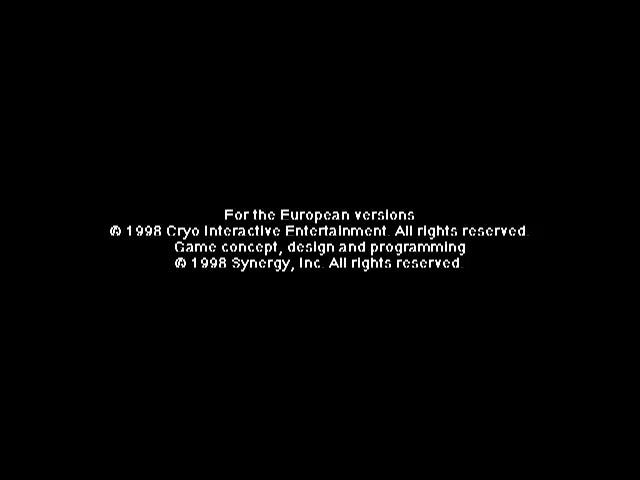 For the European versions
© 1998 Cryo Interactive Entertainment. All rights reserved.
Game concept, design and programming
© 1998 Synergy, Inc. All rights reserved.